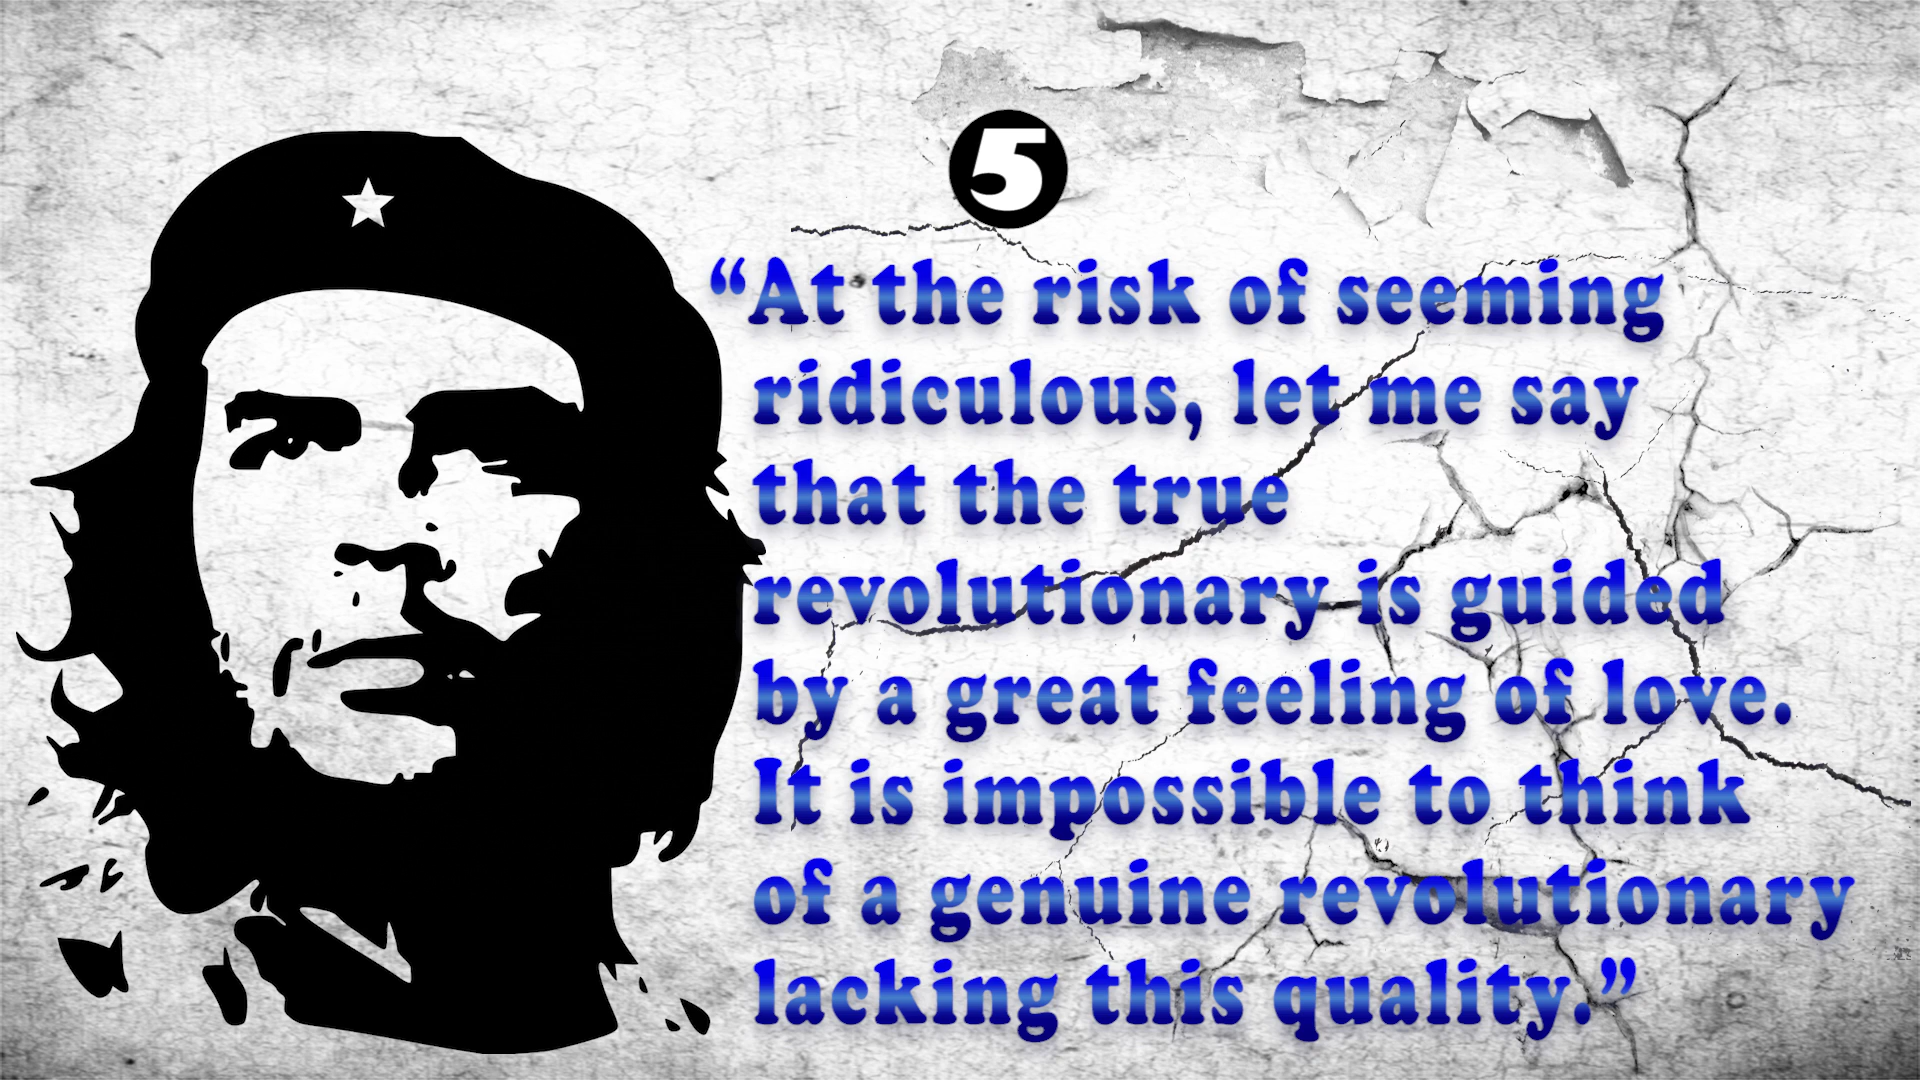 5
“At the risk of seeming
ridiculous, let me say
that the true
revolutionary is guided
by a great feeling of love.
It is impossible to think
of a genuine revolutionary
lacking this quality.”